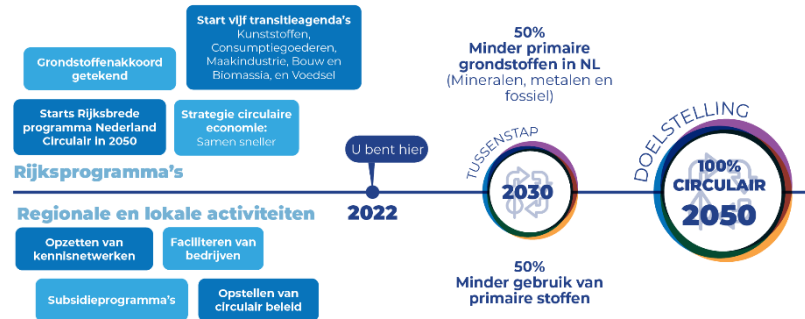 Grondstoffenakkoord
getekend
Start vijf transitieagenda's
Kunststoffen,
Consumptiegoederen,
Maakindustrie, Bouw en
Biomassia, en Voedsel
Starts Rijksbrede
programma Nederland
Circulair in 2050
Strategie circulaire
economie:
Samen sneller
Rijksprogramma's
Regionale en lokale activiteiten
Opzetten van
kennisnetwerken
Faciliteren van
bedrijven
Subsidieprogramma's
Opstellen van
circulair beleid
U bent hier
2022
50%
Minder primaire
grondstoffen in NL
(Mineralen, metalen en
fossiel)
TUSSENSTAP
2030
50%
Minder gebruik van
primaire stoffen
DOELSTELLING
100%
CIRCULAIR
2050